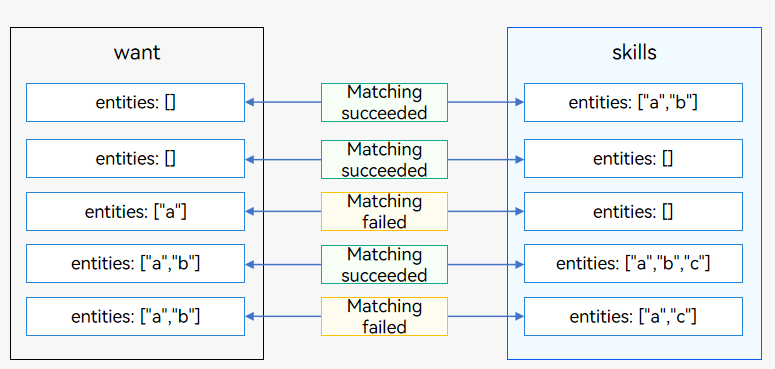 want
skills
entities: []
Matching
succeeded
entities: ["a","b"]
entities: []
Matching
succeeded
entities: []
entities: ["a"]
Matching
failed
entities: []
entities: ["a","b"]
Matching
succeeded
entities: ["a","b","c"]
entities: ["a","b"]
Matching
failed
entities: ["a","c"]